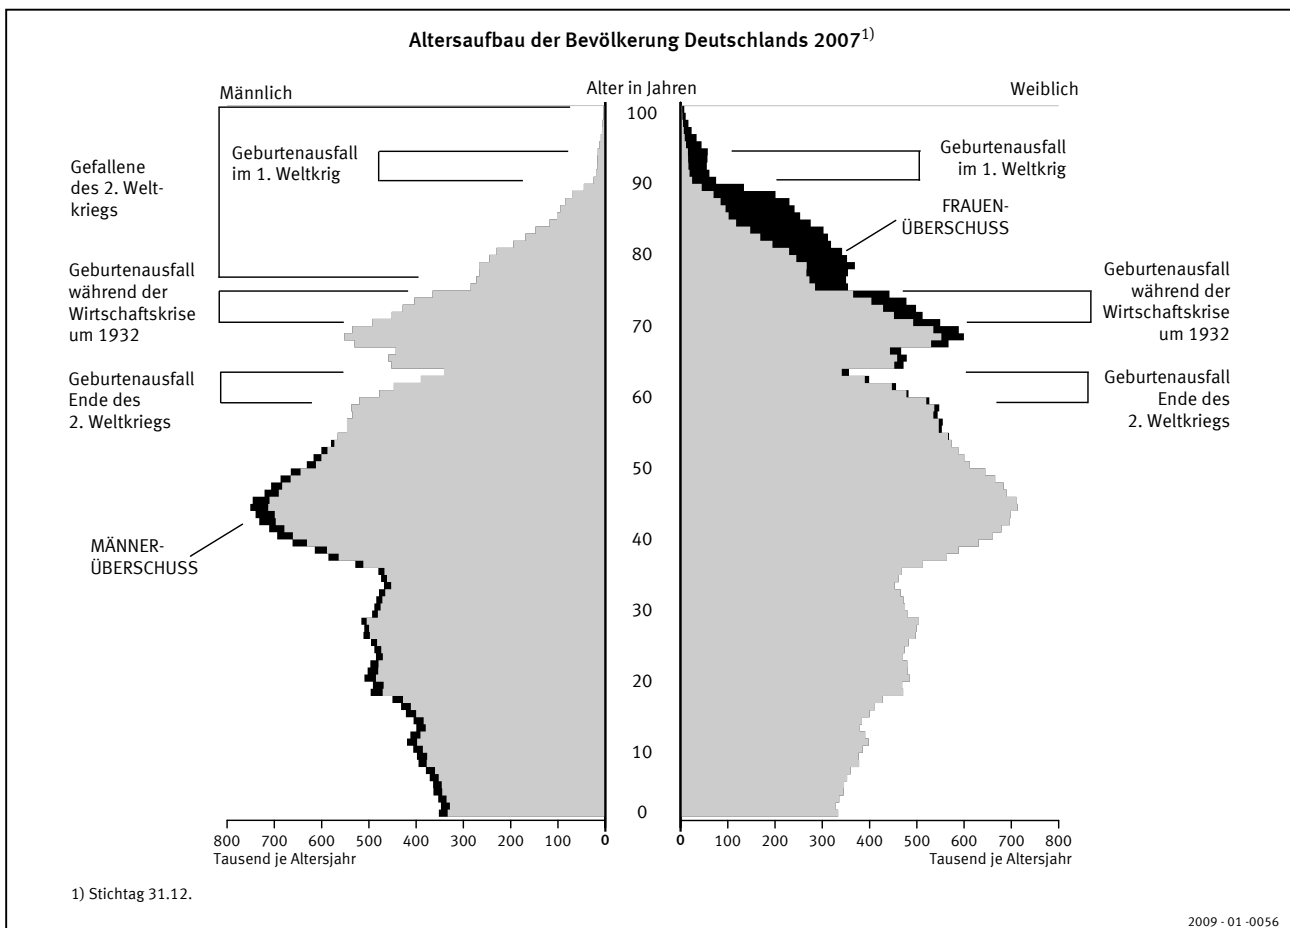 Altersaufbau der Bevölkerung Deutschlands 2007 1)
Männlich
Alter in Jahren
Weiblich
Gefallene
des 2. Welt-
kriegs
Geburtenausfall
im 1. Weltkrig
Geburtenausfall
im 1. Weltkrig
FRAUEN-
ÜBERSCHUSS
Geburtenausfall
während der
Wirtschaftskrise
um 1932
Geburtenausfall
während der
Wirtschaftskrise
um 1932
Geburtenausfall
Ende des
2. Weltkriegs
Geburtenausfall
Ende des
2. Weltkriegs
MÄNNER-
ÜBERSCHUSS
100
90
80
70
60
50
40
30
20
10
0
800 700 600 500 400 300 200 100 0
0 100 200 300 400 500 600 700 800
Tausend je Altersjahr
Tausend je Altersjahr
1) Stichtag 31.12.
2009 - 01 -0056